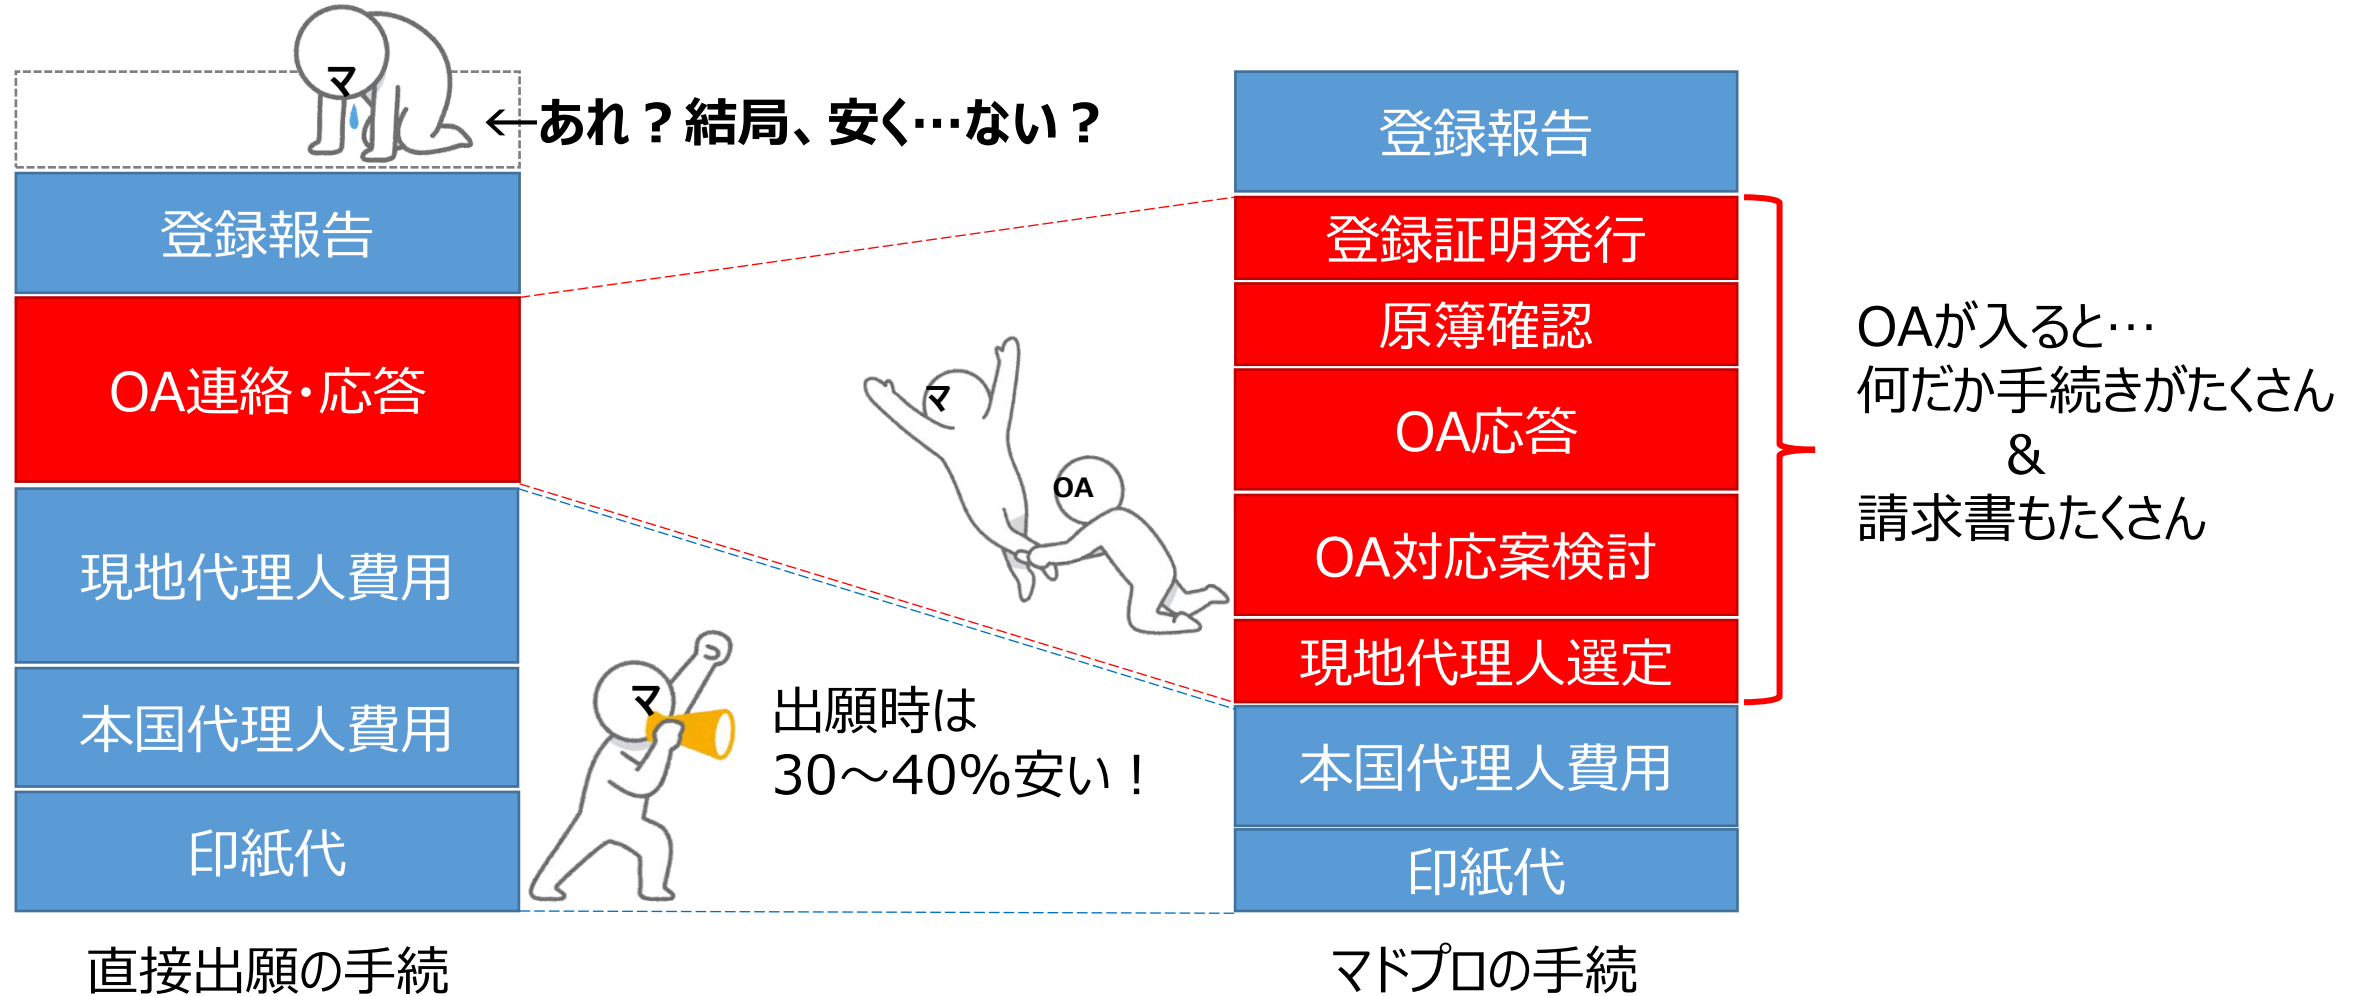 マ
←あれ？結局、安く…ない？
登録報告
OA連絡・応答
現地代理人費用
本国代理人費用
印紙代
直接出願の手続
マ
OA
マ
出願時は
30～40%安い！
登録報告
登録証明発行
原簿確認
OA応答
OA対応案検討
現地代理人選定
本国代理人費用
印紙代
マドプロの手続
OAが入ると…
何だか手続きがたくさん
&
請求書もたくさん